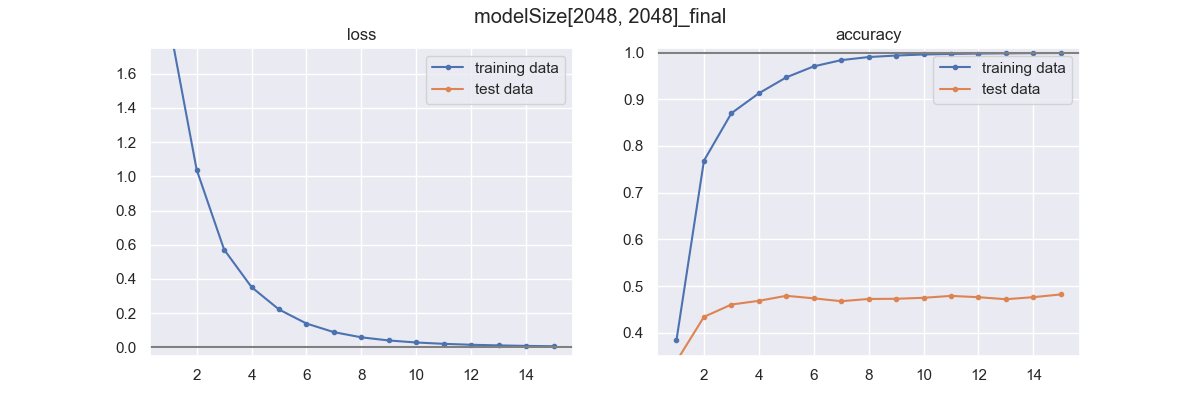 modelSize[2048, 2048]_final
loss
training data
test data
1.6
1.4
1.2
1.0
0.8
0.6
0.4
0.2
0.0
2 4 6 8 10 12 14
accuracy
training data
test data
1.0
0.9
0.8
0.7
0.6
0.5
0.4
2 4 6 8 10 12 14